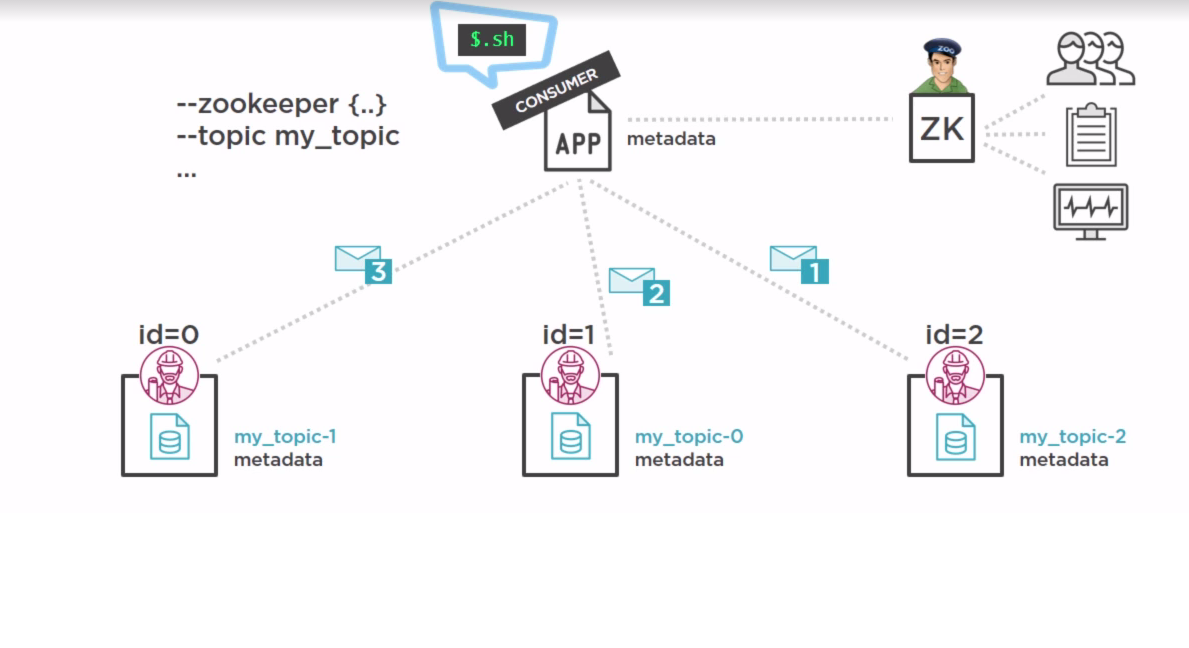 $.sh
ZOO
CONSUMER
--zookeeper {..}
--topic my_topic
...
APP
metadata
ZK
3
2
1
id=0
id=1
id=2
my_topic-1
metadata
my_topic-0
metadata
my_topic-2
metadata